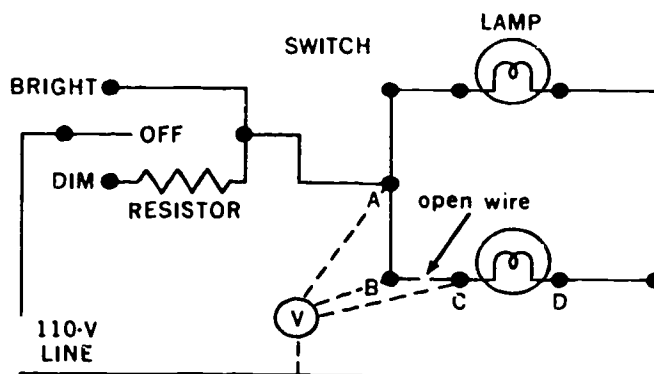 LAMP
SWITCH
BRIGHT
OFF
DIM
RESISTOR
A
open wire
B
C
D
V
110-V
LINE